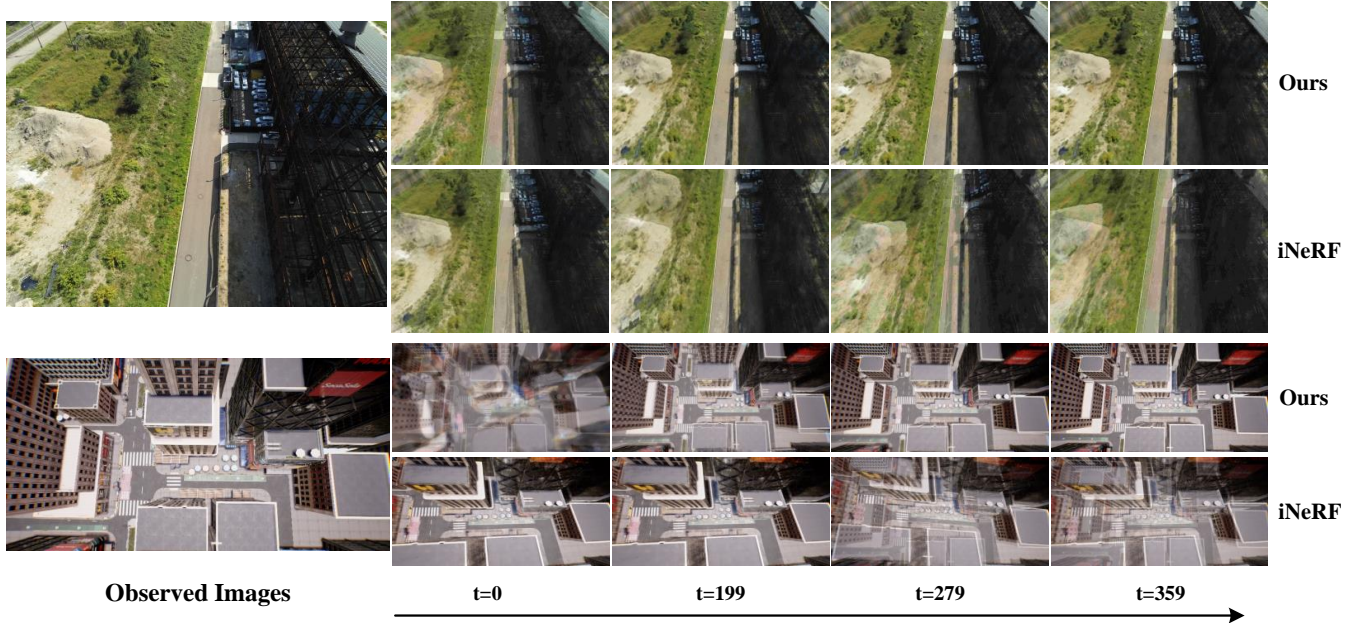 Ours
iNeRF
Ours
iNeRF
Observed Images
t=0
t=199
t=279
t=359